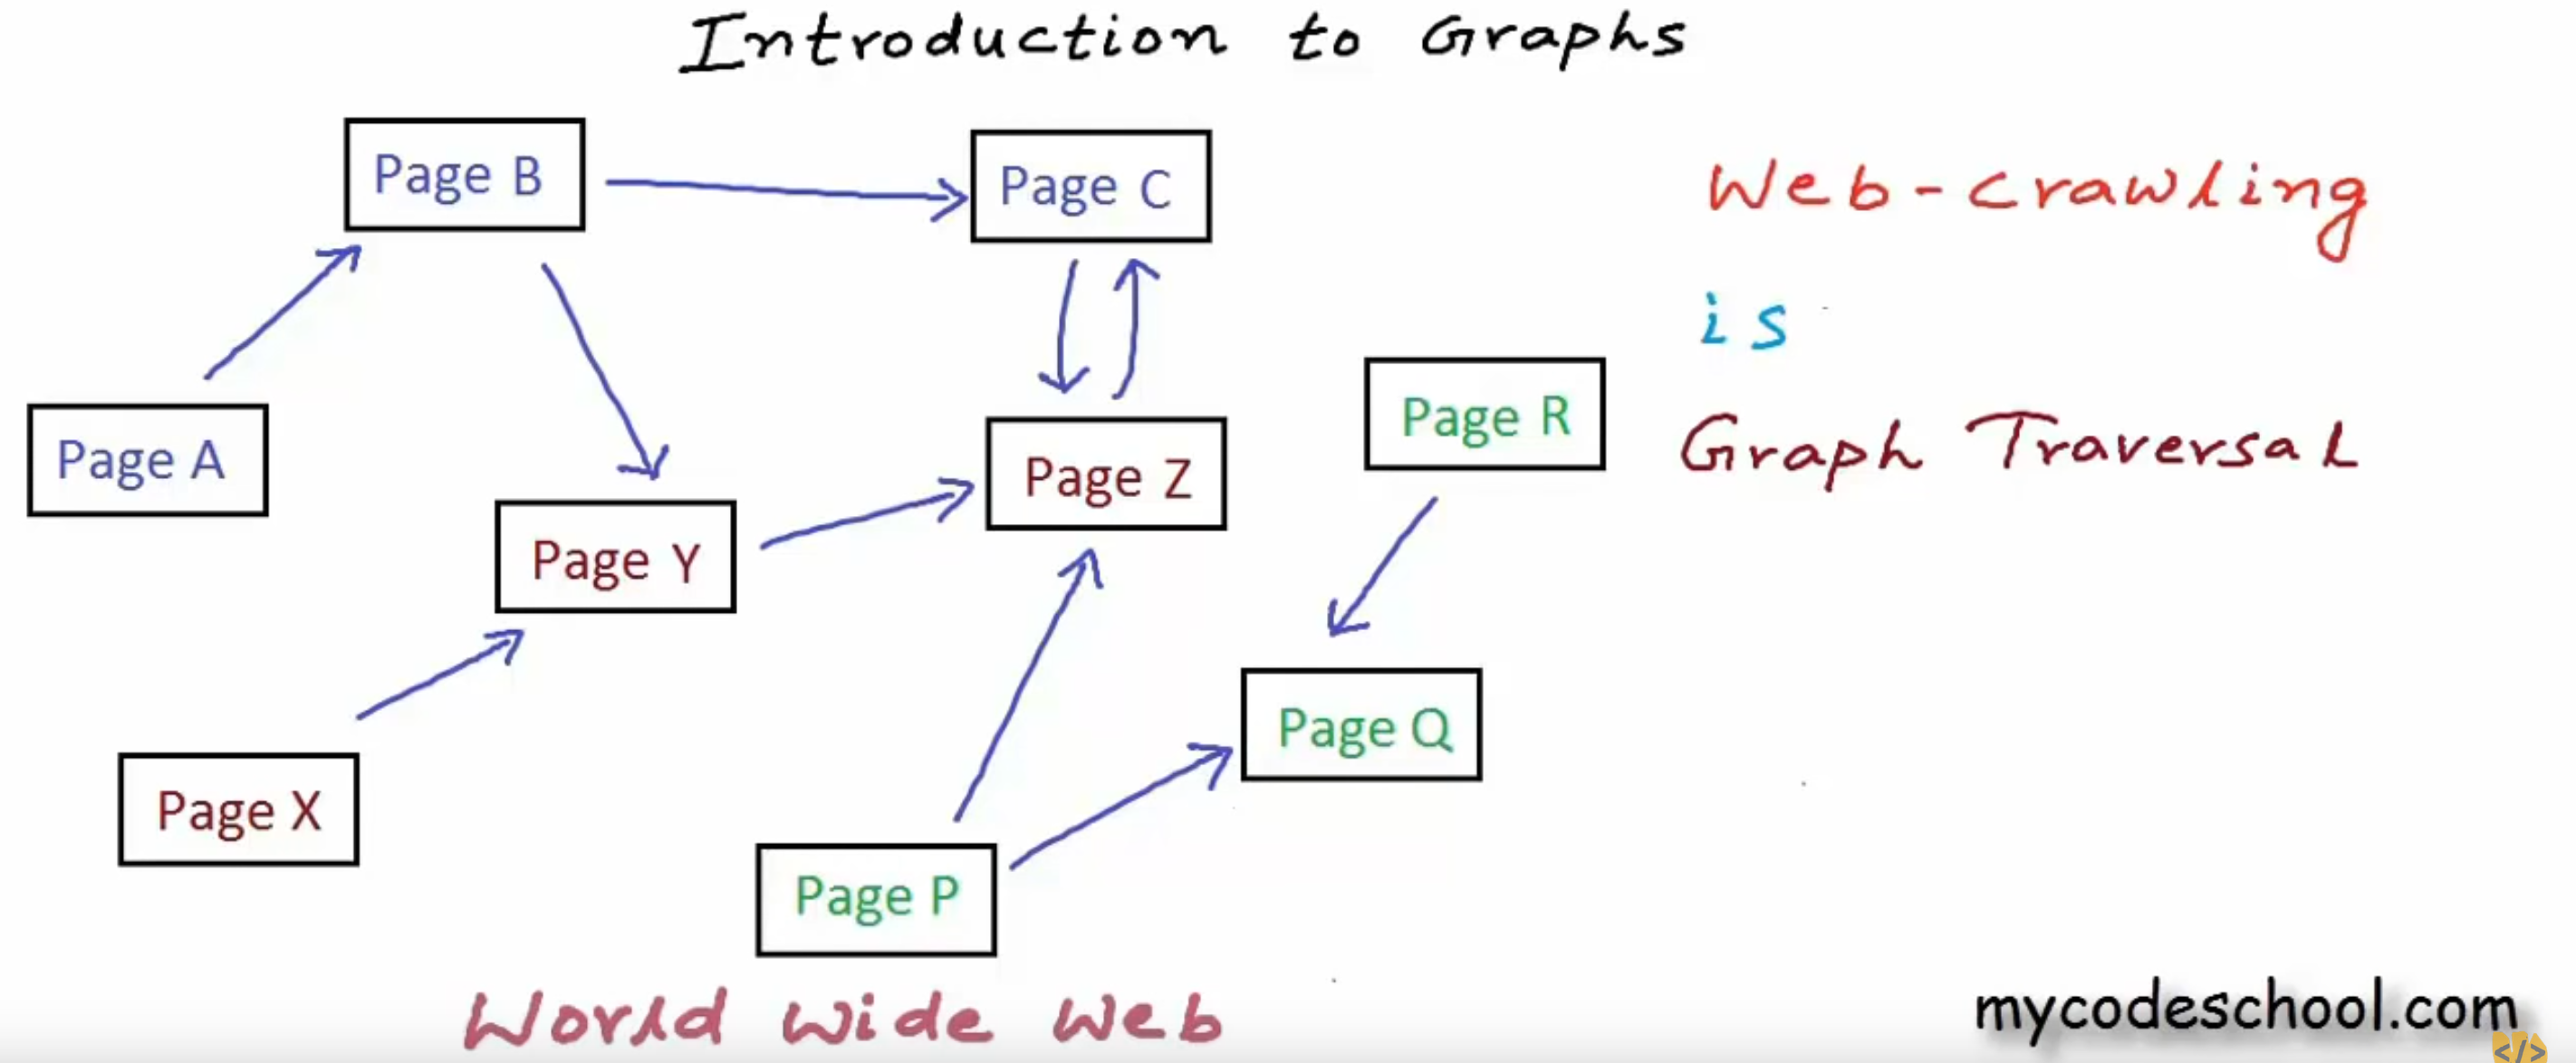 Introduction to Graphs
Page B
Page C
Web-crawling
is
Graph Traversal
Page A
Page Z
Page R
Page Y
Page Q
Page X
Page P
World Wide Web
mycodeschool.com
</>